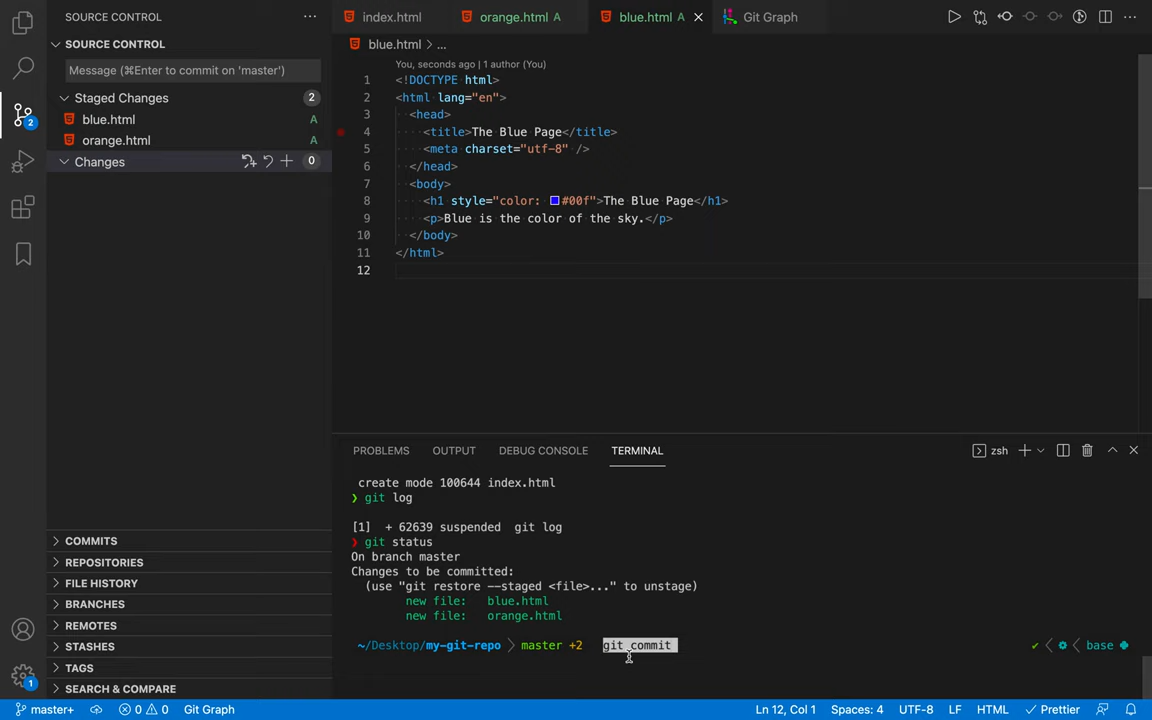 SOURCE CONTROL
SOURCE CONTROL
Message (⌘Enter to commit on 'master')
Staged Changes 2
blue.html A
orange.html A
Changes 0
COMMITS
REPOSITORIES
FILE HISTORY
BRANCHES
REMOTES
STASHES
TAGS
SEARCH & COMPARE
2
1
index.html orange.html A blue.html A Git Graph
blue.html > ...
You, seconds ago | 1 author (You)
1 <!DOCTYPE html>
2 <html lang="en">
3 <head>
4 <title>The Blue Page</title>
5 <meta charset="utf-8" />
6 </head>
7 <body>
8 <h1 style="color: #00f">The Blue Page</h1>
9 <p>Blue is the color of the sky.</p>
10 </body>
11 </html>
12
PROBLEMS OUTPUT DEBUG CONSOLE TERMINAL zsh
create mode 100644 index.html
❯ git log
[1] + 62639 suspended git log
❯ git status
On branch master
Changes to be committed:
(use "git restore --staged <file>..." to unstage)
new file: blue.html
new file: orange.html
~/Desktop/my-git-repo master +2 git commit base
master+ 0 0 Git Graph Ln 12, Col 1 Spaces: 4 UTF-8 LF HTML Prettier